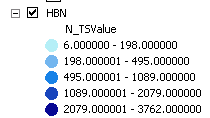 HBN
N_TSValue
6.000000 - 198.000000
198.000001 - 495.000000
495.000001 - 1089.000000
1089.000001 - 2079.000000
2079.000001 - 3762.000000